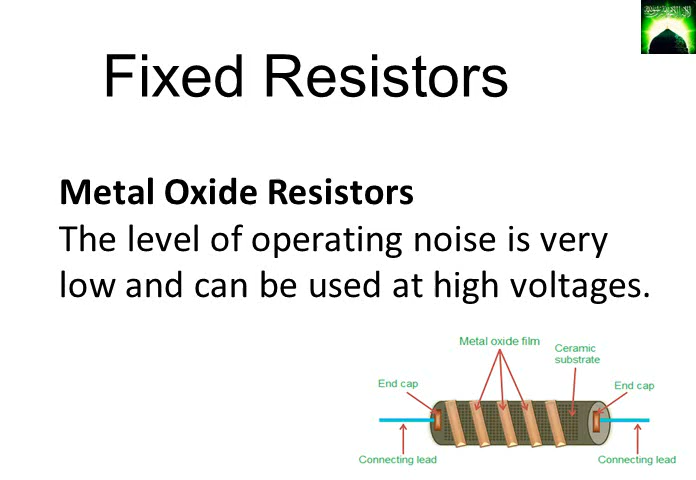 Fixed Resistors
Metal Oxide Resistors
The level of operating noise is very
low and can be used at high voltages.
Metal oxide film
Ceramic
substrate
End cap
End cap
Connecting lead
Connecting lead